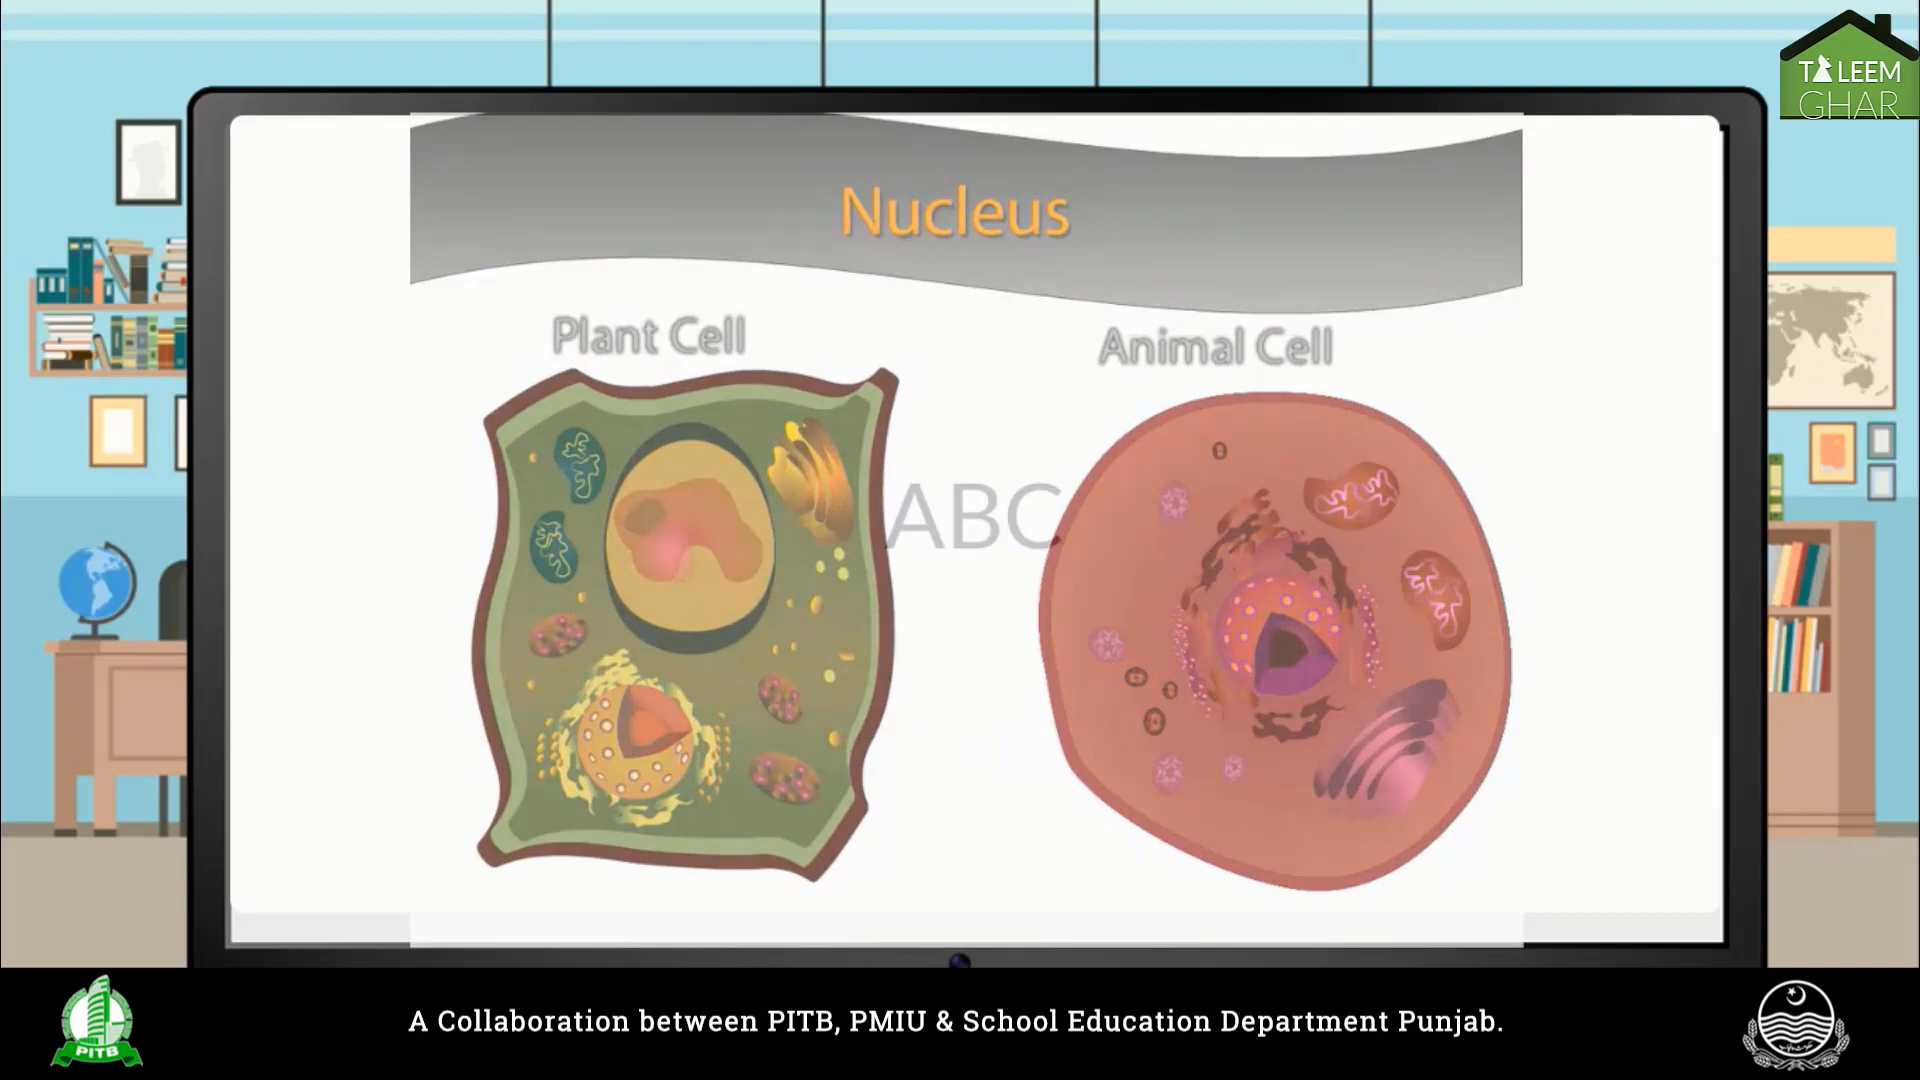 TALEEM
GHAR
Nucleus
Plant Cell
Animal Cell
ABC
PITB
A Collaboration between PITB, PMIU & School Education Department Punjab.